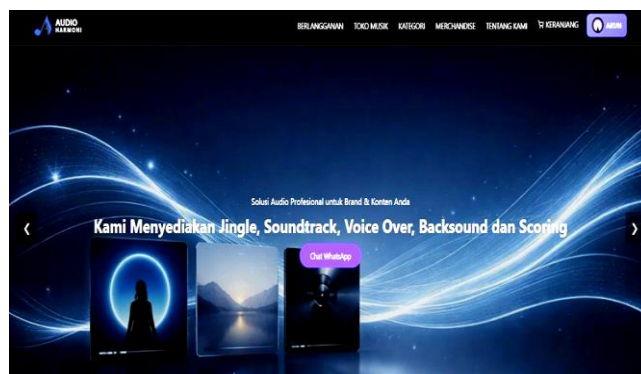 AUDIO
HARMONI
BERLANGGANAN TOKO MUSIK KATEGORI MERCHANDISE TENTANG KAMI KERANJANG
Solusi Audio Profesional untuk Brand & Konten Anda
Kami Menyediakan Jingle, Soundtrack, Voice Over, Backsound dan Scoring
Chat WhatsApp